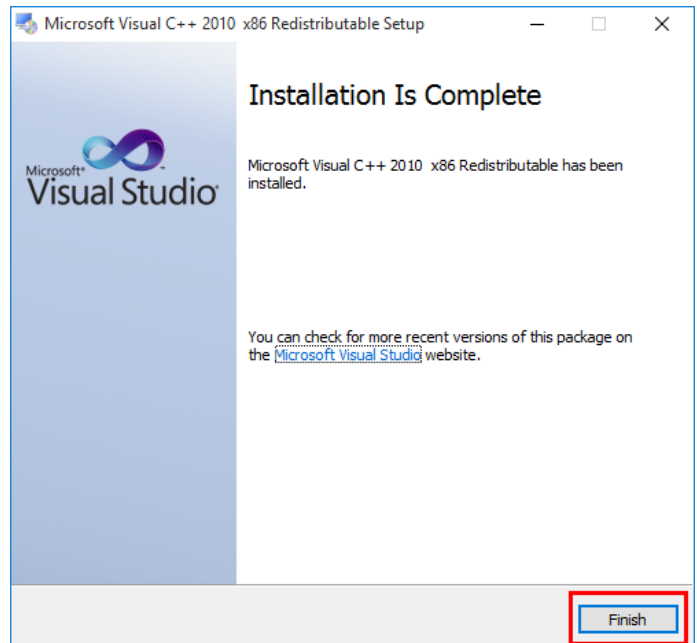 Microsoft Visual C++ 2010 x86 Redistributable Setup
Installation Is Complete
Microsoft Visual C++ 2010 x86 Redistributable has been
installed.
Microsoft®
Visual Studio®
You can check for more recent versions of this package on
the Microsoft Visual Studio website.
Finish